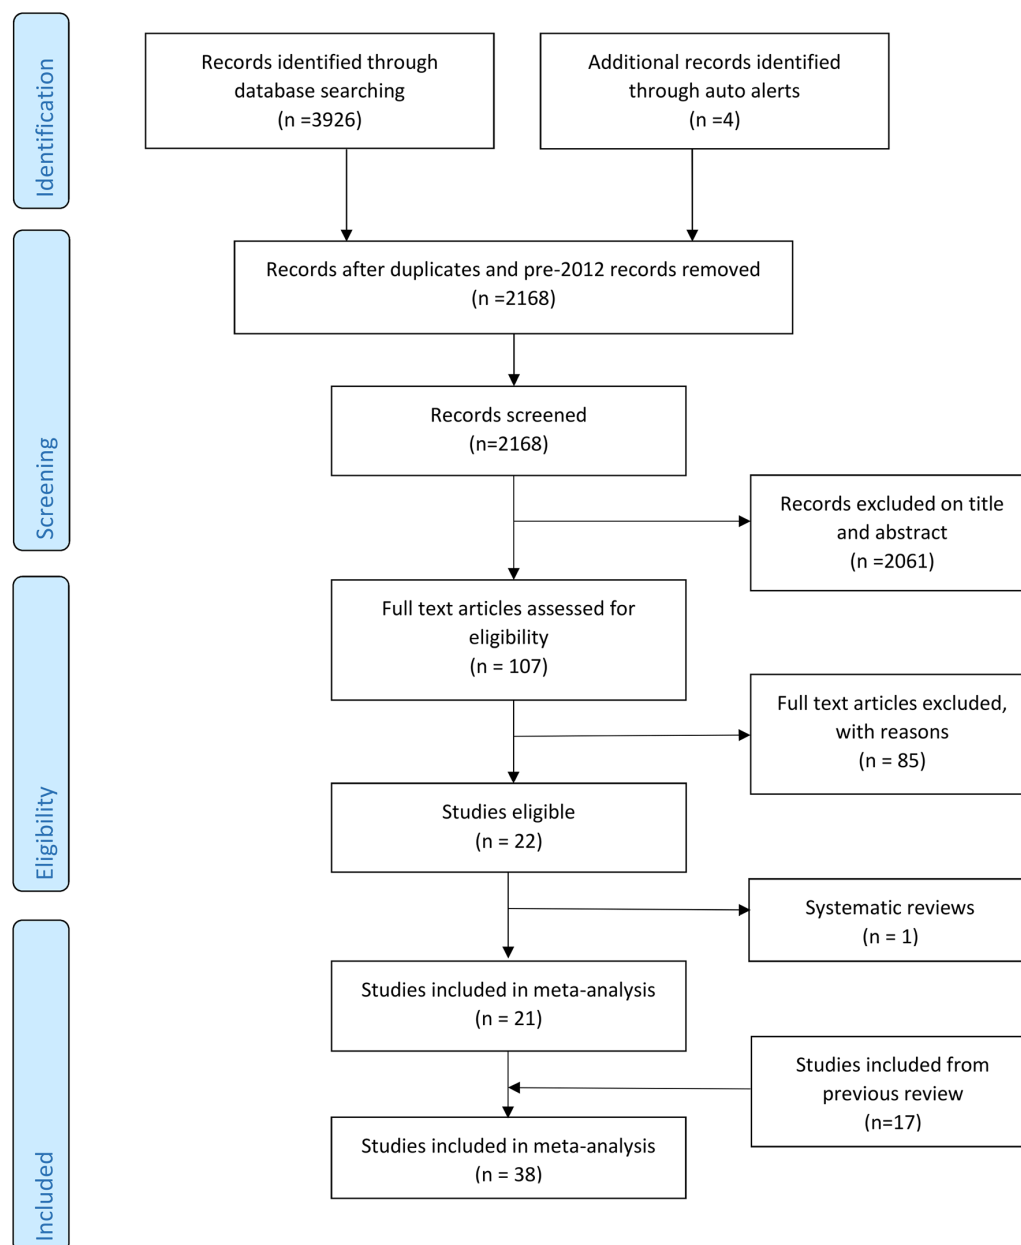 Identification
Records identified through
database searching
(n =3926)
Additional records identified
through auto alerts
(n =4)
Screening
Records after duplicates and pre-2012 records removed
(n =2168)
Records screened
(n=2168)
Records excluded on title
and abstract
(n =2061)
Eligibility
Full text articles assessed for
eligibility
(n = 107)
Full text articles excluded,
with reasons
(n = 85)
Studies eligible
(n = 22)
Systematic reviews
(n = 1)
Included
Studies included in meta-analysis
(n = 21)
Studies included from
previous review
(n=17)
Studies included in meta-analysis
(n = 38)